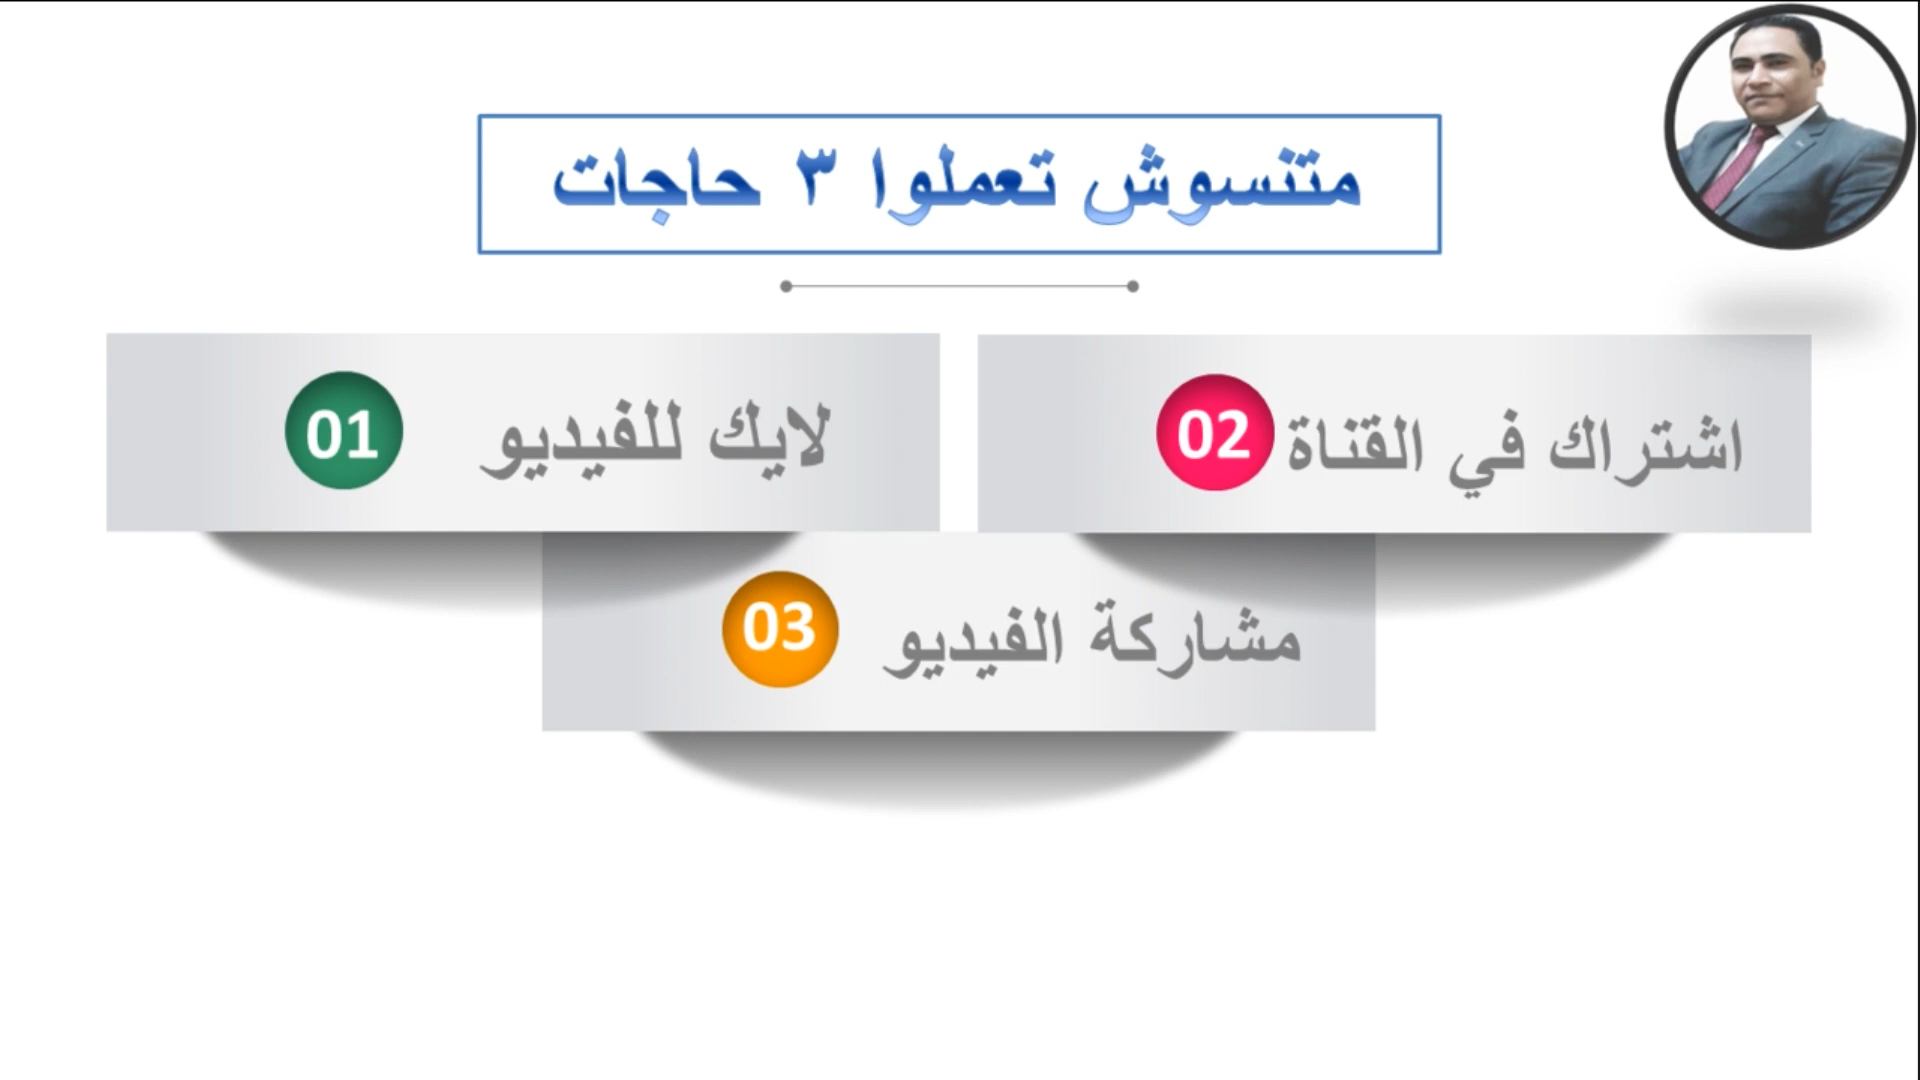 متنسوش تعملوا ٣ حاجات
01 لايك للفيديو
02 اشتراك في القناة
03 مشاركة الفيديو